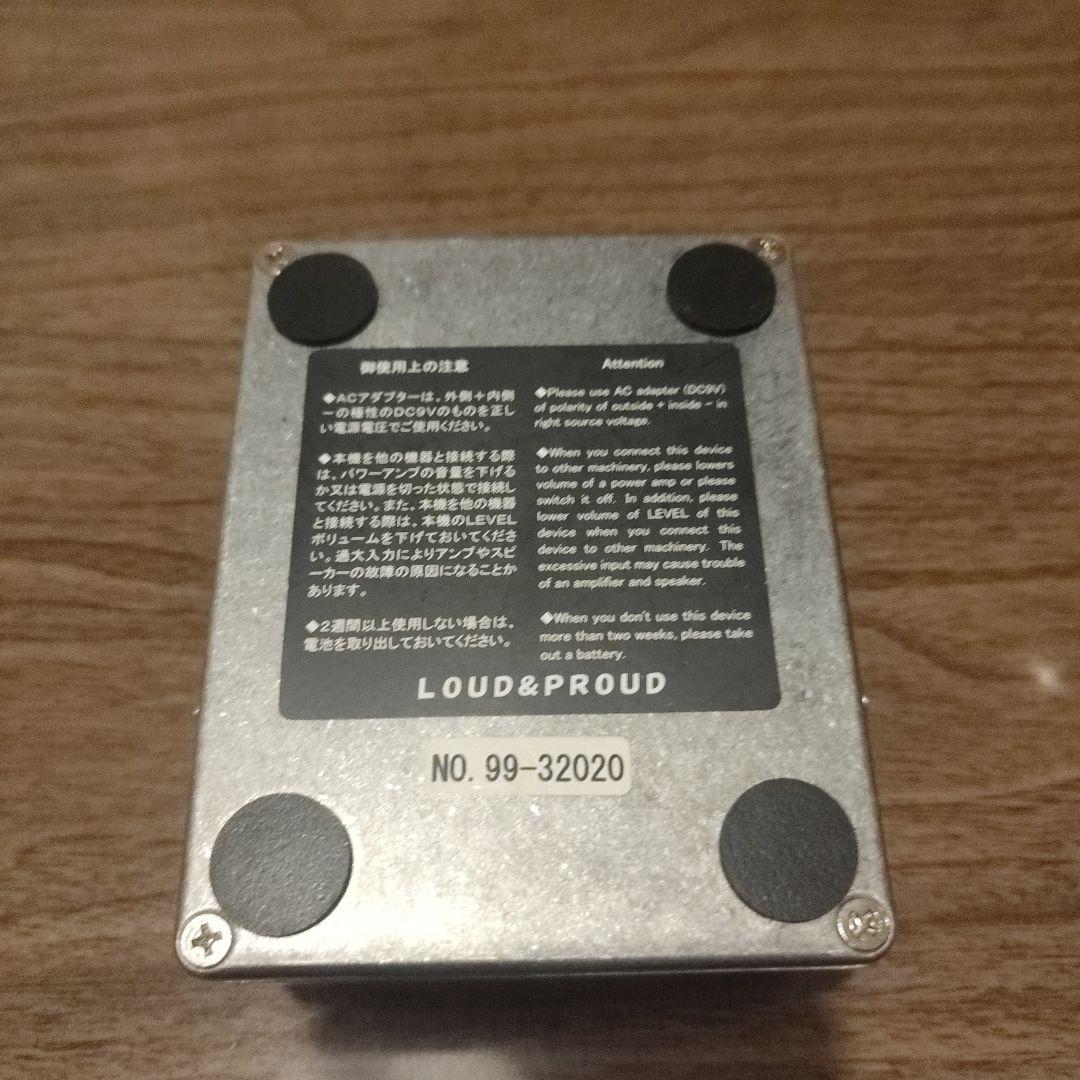 御使用上の注意
◆ACアダプターは、外側＋内側
－の極性のDC9Vのものを正し
い電源電圧でご使用ください。
◆本機を他の機器と接続する際
は、パワーアンプの音量を下げる
か又は電源を切った状態で接続し
てください。また、本機を他の機器
と接続する際は、本機のLEVEL
ボリュームを下げておいてくださ
い。過大入力によりアンプやスピ
ーカーの故障の原因になることか
あります。
◆2週間以上使用しない場合は、
電池を取り出しておいてください。
Attention
◆Please use AC adapter (DC9V)
of polarity of outside + inside - in
right source voltage.
◆When you connect this device
to other machinery, please lowers
volume of a power amp or please
switch it off. In addition, please
lower volume of LEVEL of this
device when you connect this
device to other machinery. The
excessive input may cause trouble
of an amplifier and speaker.
◆When you don't use this device
more than two weeks, please take
out a battery.
LOUD&PROUD
NO. 99-32020